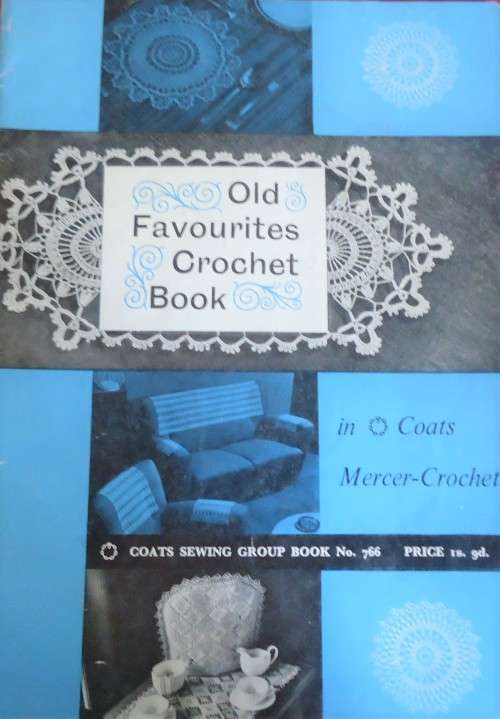 Old
Favourites
Crochet
Book
in Coats
Mercer-Crochet
COATS SEWING GROUP BOOK No. 766 PRICE 1s. 9d.